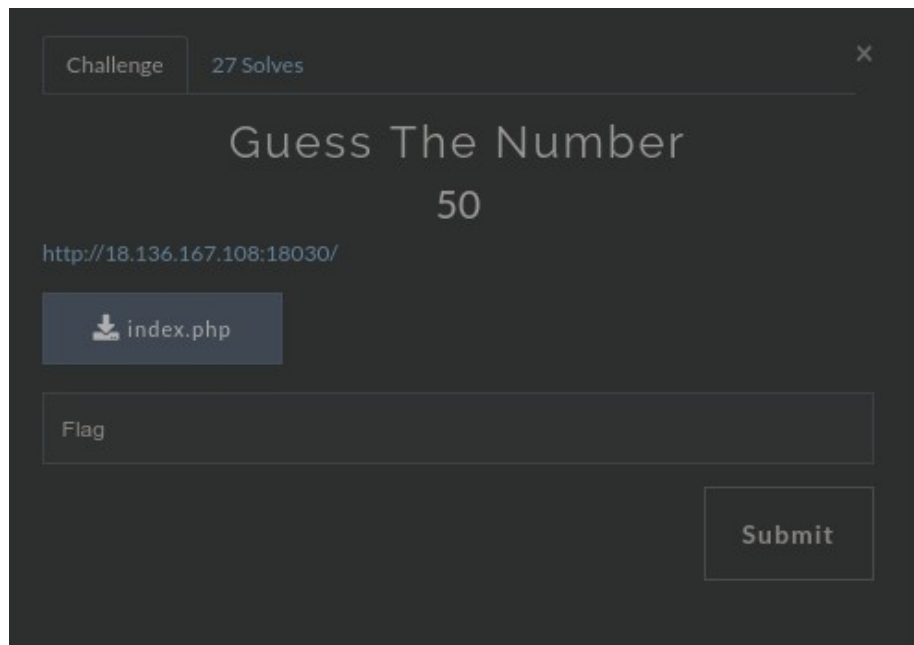 Challenge 27 Solves ×
Guess The Number
50
http://18.136.167.108:18030/
index.php
Flag
Submit